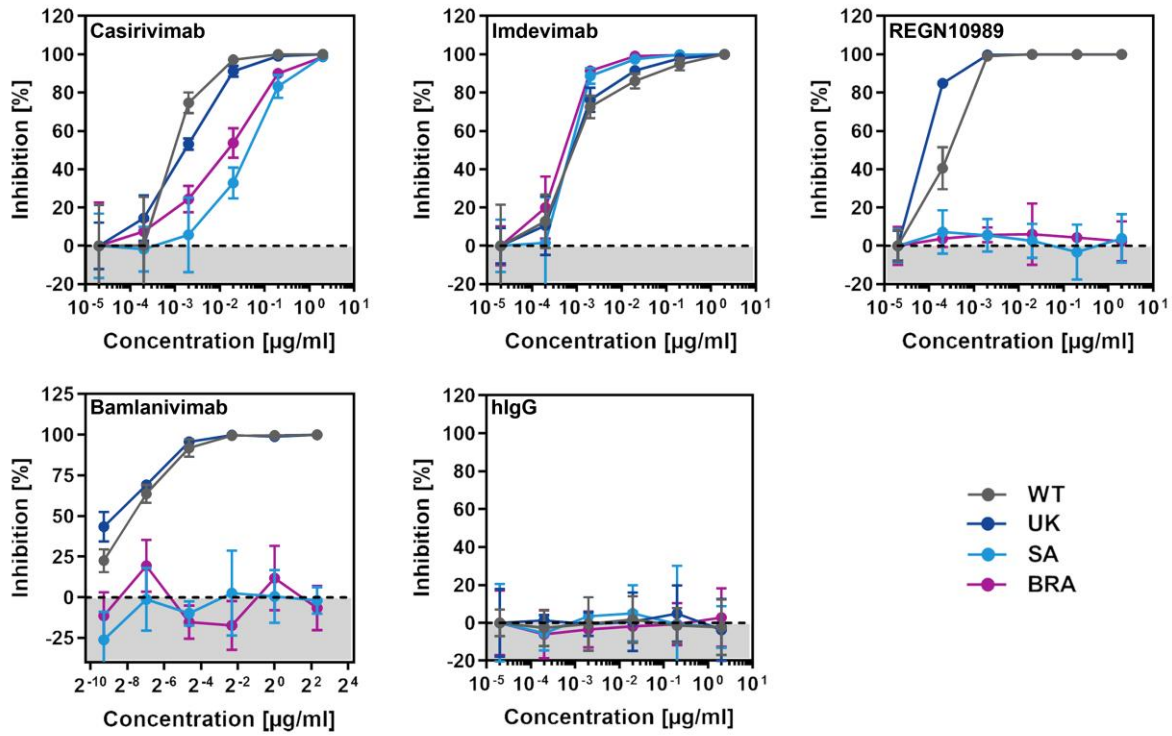 Casirivimab
Inhibition [%]
120
100
80
60
40
20
0
-20
10⁻⁵ 10⁻⁴ 10⁻³ 10⁻² 10⁻¹ 10⁰ 10¹
Concentration [µg/ml]
Imdevimab
Inhibition [%]
120
100
80
60
40
20
0
-20
10⁻⁵ 10⁻⁴ 10⁻³ 10⁻² 10⁻¹ 10⁰ 10¹
Concentration [µg/ml]
REGN10989
Inhibition [%]
120
100
80
60
40
20
0
-20
10⁻⁵ 10⁻⁴ 10⁻³ 10⁻² 10⁻¹ 10⁰ 10¹
Concentration [µg/ml]
Bamlanivimab
Inhibition [%]
125
100
75
50
25
0
-25
2⁻¹⁰ 2⁻⁸ 2⁻⁶ 2⁻⁴ 2⁻² 2⁰ 2² 2⁴
Concentration [µg/ml]
hIgG
Inhibition [%]
120
100
80
60
40
20
0
-20
10⁻⁵ 10⁻⁴ 10⁻³ 10⁻² 10⁻¹ 10⁰ 10¹
Concentration [µg/ml]
WT
UK
SA
BRA